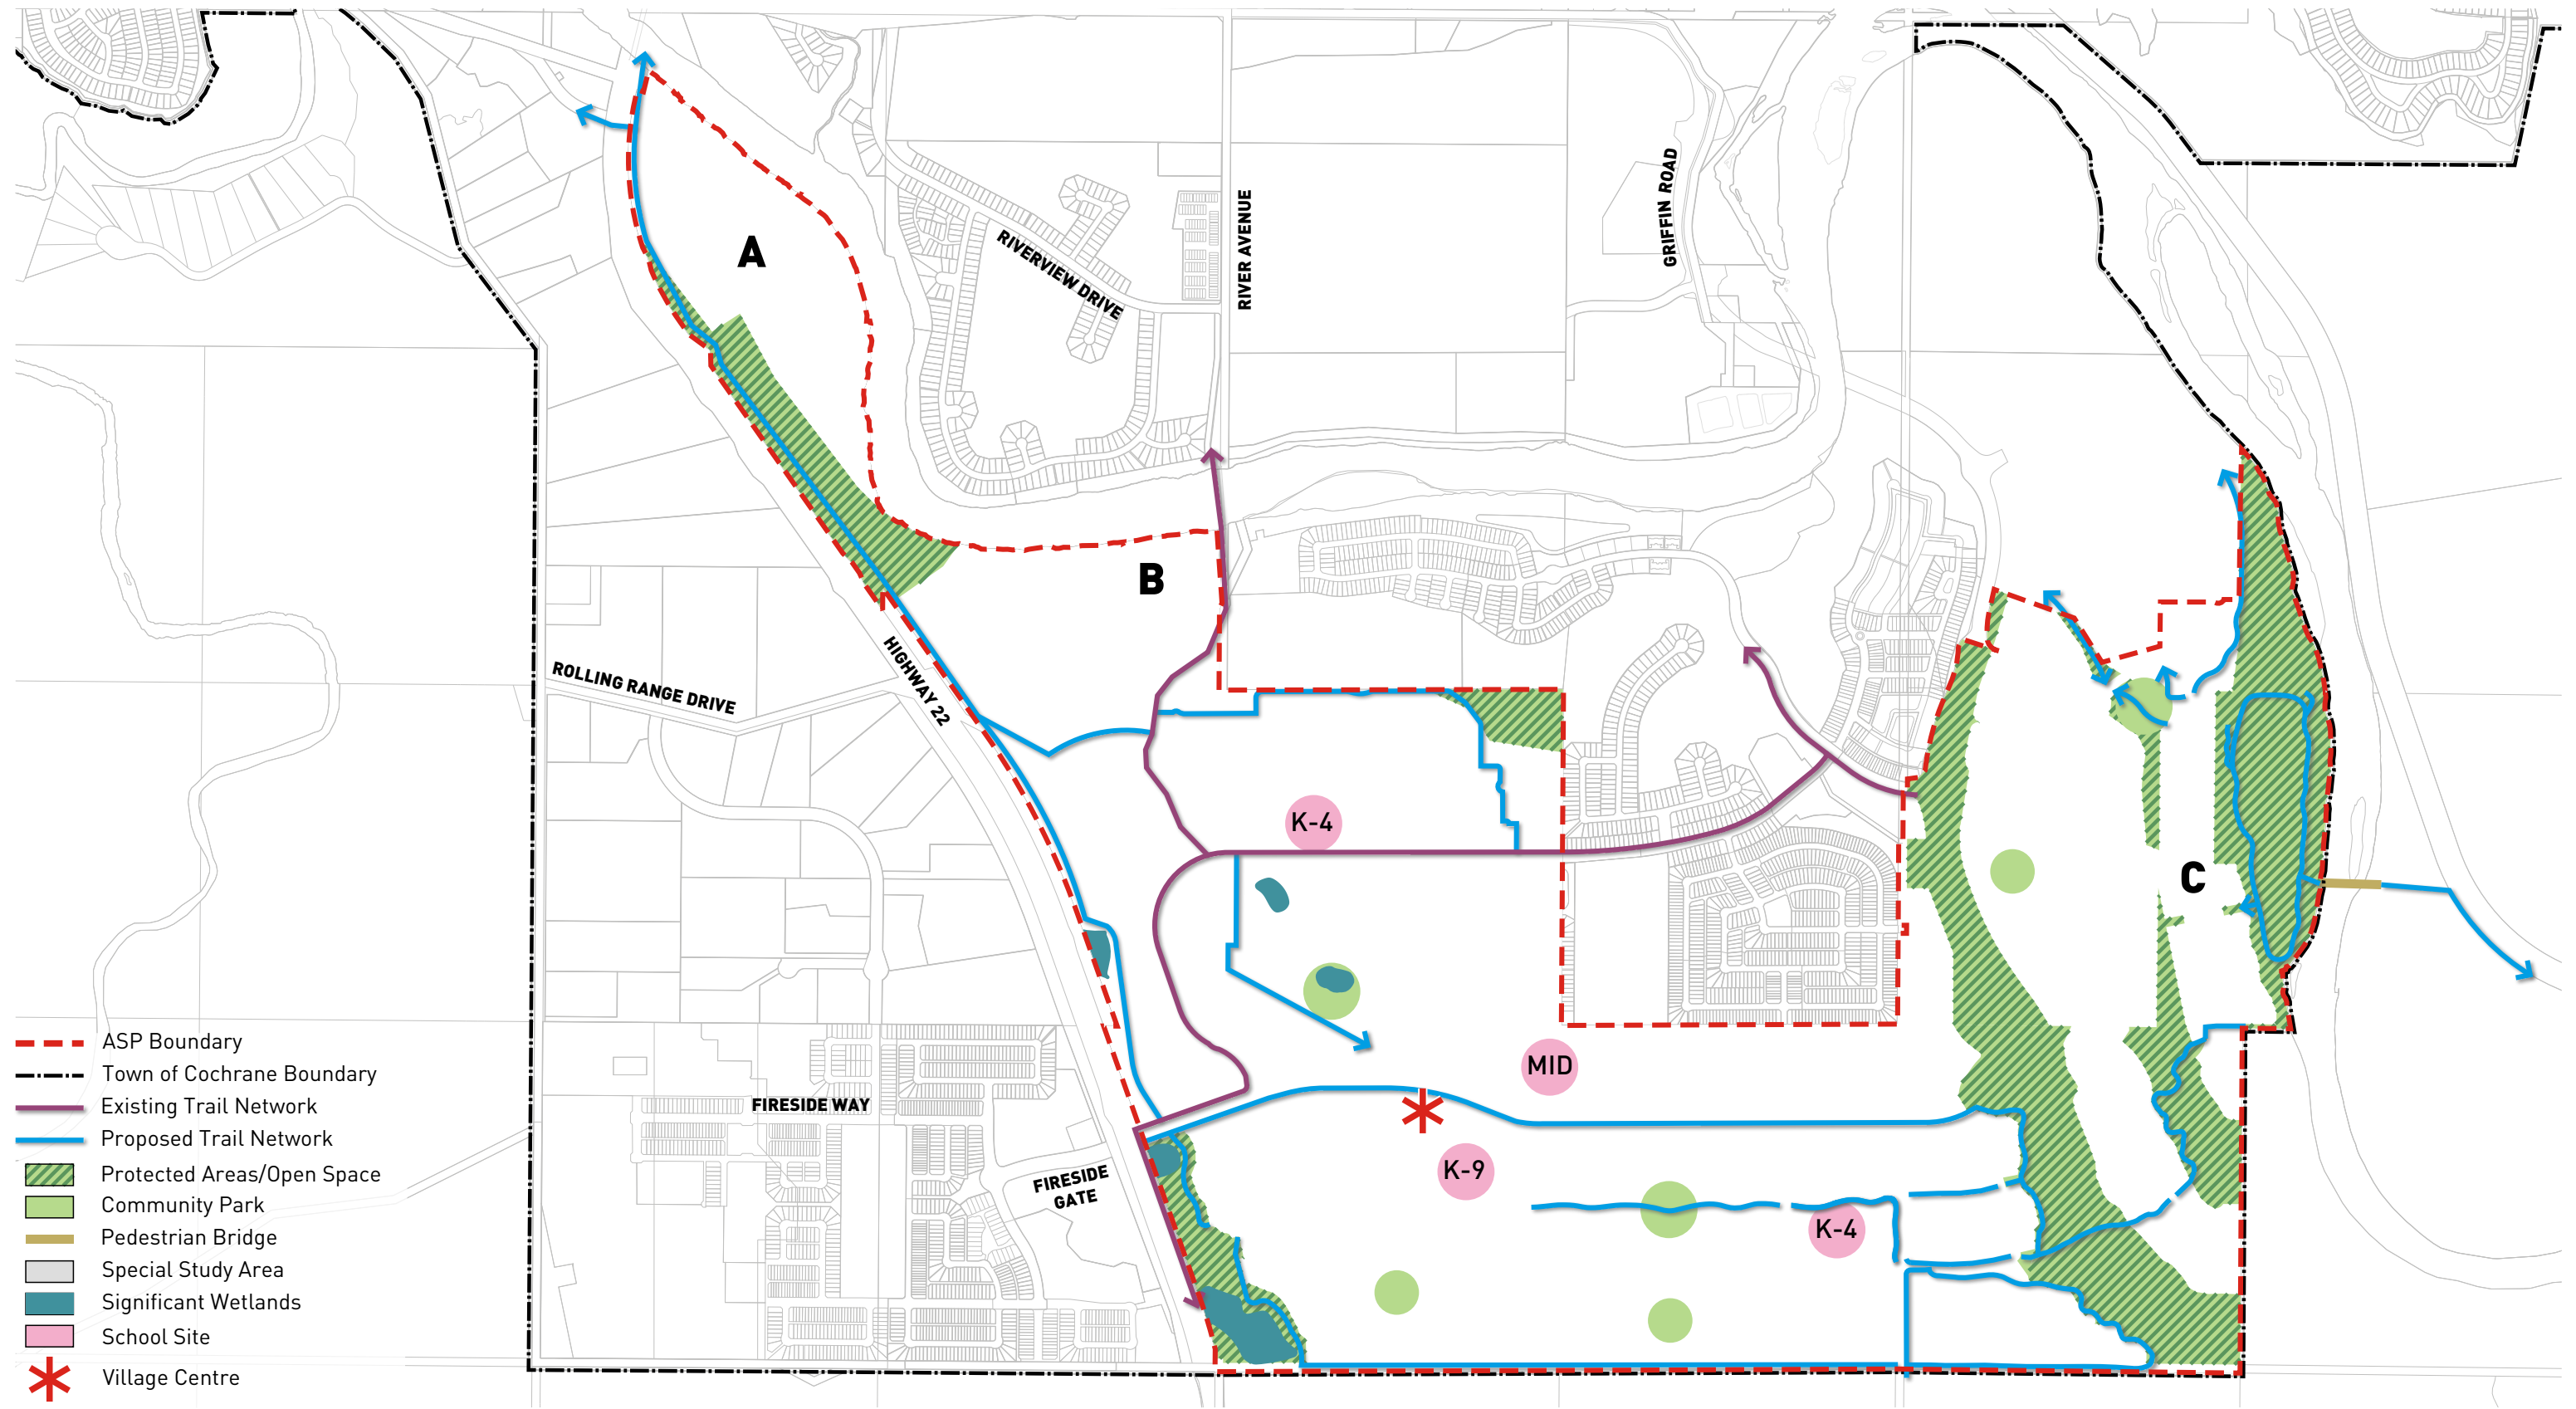 A
RIVERVIEW DRIVE
RIVER AVENUE
GRIFFIN ROAD
B
HIGHWAY 22
ROLLING RANGE DRIVE
K-4
C
MID
FIRESIDE WAY
K-9
FIRESIDE
GATE
K-4
ASP Boundary
Town of Cochrane Boundary
Existing Trail Network
Proposed Trail Network
Protected Areas/Open Space
Community Park
Pedestrian Bridge
Special Study Area
Significant Wetlands
School Site
Village Centre